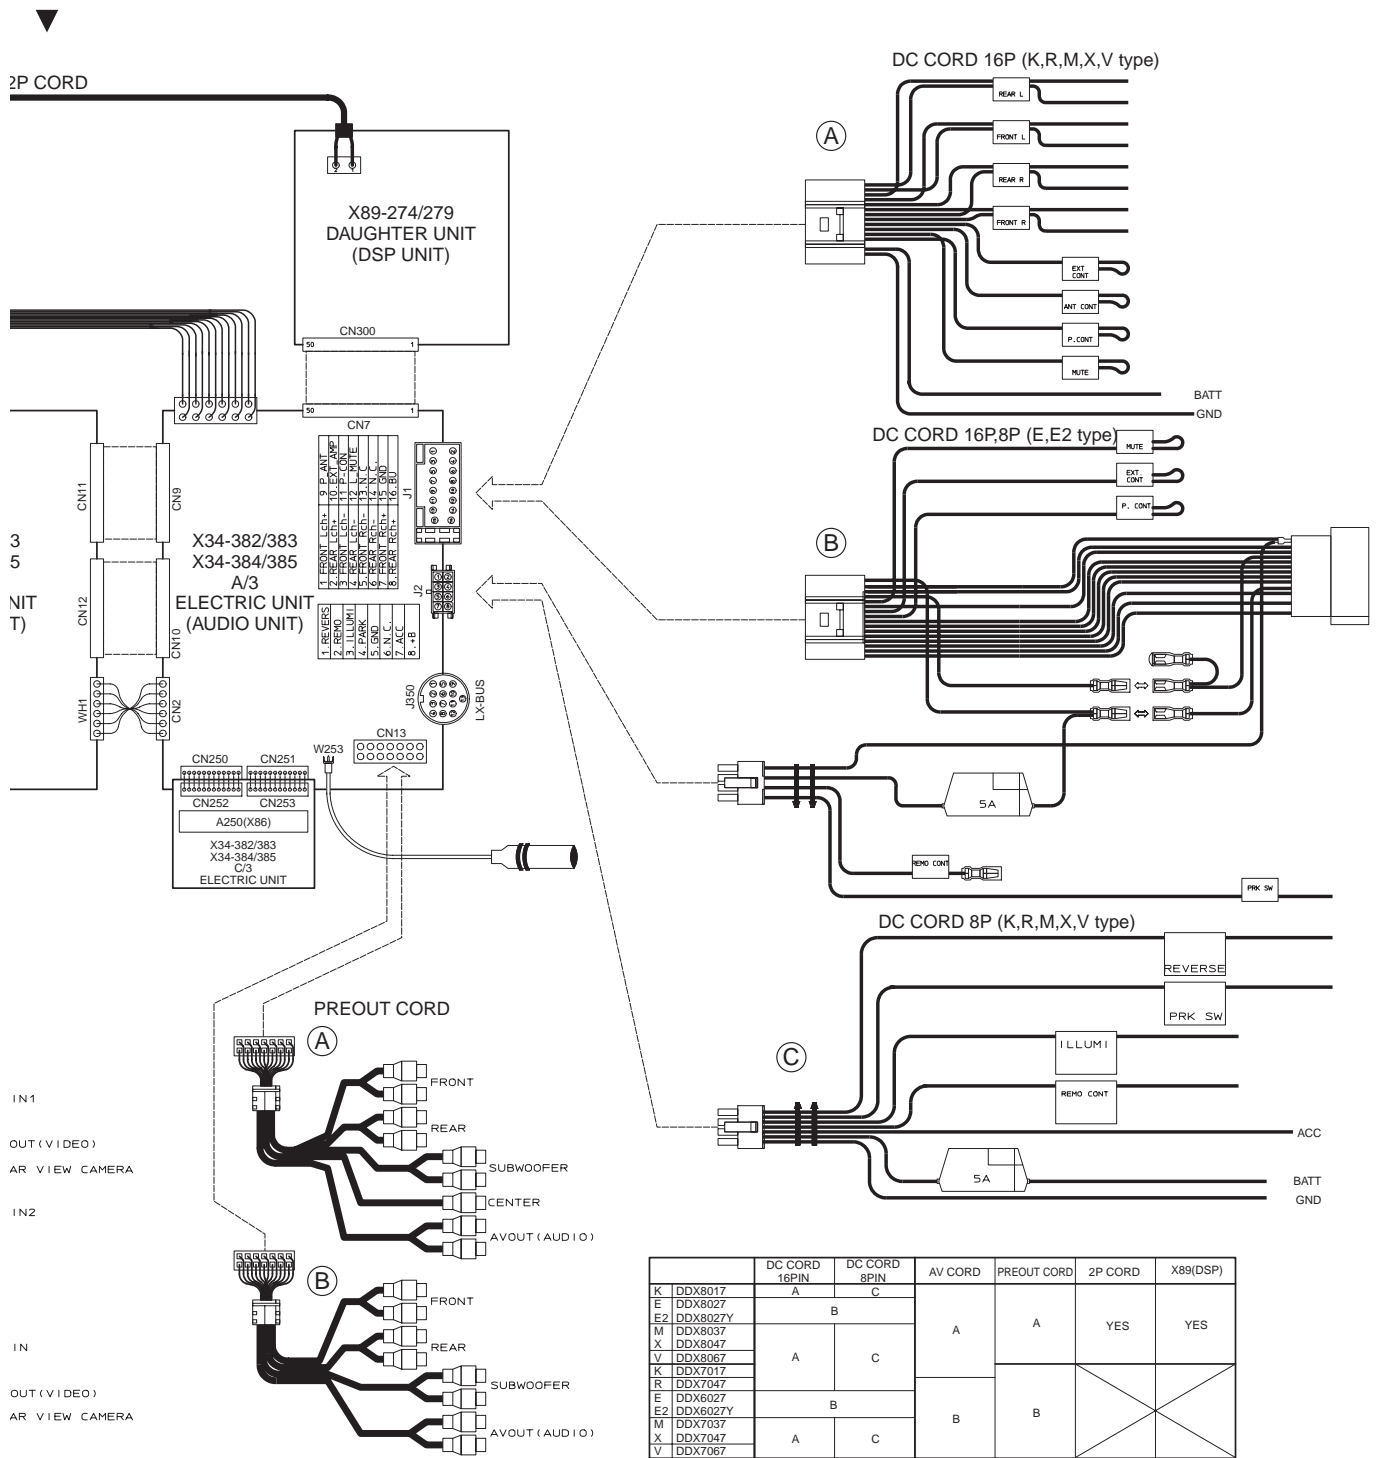 2P CORD
X89-274/279
DAUGHTER UNIT
(DSP UNIT)
2 1
CN300
50 1
50 1
CN7
1 FRONT Lch+ 9 P ANT
2 REAR Lch+ 10.EXT AMP
3 FRONT Lch- 11 P-CON
4 REAR Lch- 12 L MUTE
5.FRONT Rch- 13.N.C
6 REAR Rch- 14 N.C.
7 FRONT Rch+ 15 GND
8.REAR Rch+ 16.BU
J1
CN11
CN9
3
5
NIT
T)
X34-382/383
X34-384/385
A/3
ELECTRIC UNIT
(AUDIO UNIT)
CN12
CN10
1.REVERS
2.REMO
3.ILLUMI
4.PARK
5.GND
6.N.C.
7.ACC
8.+B
J2
WH1
CN2
J350
LX-BUS
CN13
W253
CN250
CN251
CN252
CN253
A250(X86)
X34-382/383
X34-384/385
C/3
ELECTRIC UNIT
DC CORD 16P (K,R,M,X,V type)
A
REAR L
FRONT L
REAR R
FRONT R
EXT
CONT
ANT CONT
P.CONT
MUTE
BATT
GND
DC CORD 16P,8P (E,E2 type)
B
MUTE
EXT.
CONT
P. CONT
5A
REMO CONT
PRK SW
DC CORD 8P (K,R,M,X,V type)
C
REVERSE
PRK SW
ILLUMI
REMO CONT
ACC
5A
BATT
GND
PREOUT CORD
A
FRONT
REAR
SUBWOOFER
CENTER
AVOUT(AUDIO)
B
FRONT
REAR
SUBWOOFER
AVOUT(AUDIO)
IN1
OUT(VIDEO)
AR VIEW CAMERA
IN2
IN
OUT(VIDEO)
AR VIEW CAMERA
DC CORD 16PIN DC CORD 8PIN AV CORD PREOUT CORD 2P CORD X89(DSP)
K DDX8017 A C
E DDX8027 B
E2 DDX8027Y
M DDX8037 A A YES YES
X DDX8047
V DDX8067 A C
K DDX7017
R DDX7047
E DDX6027 B
E2 DDX6027Y B B
M DDX7037
X DDX7047 A C
V DDX7067